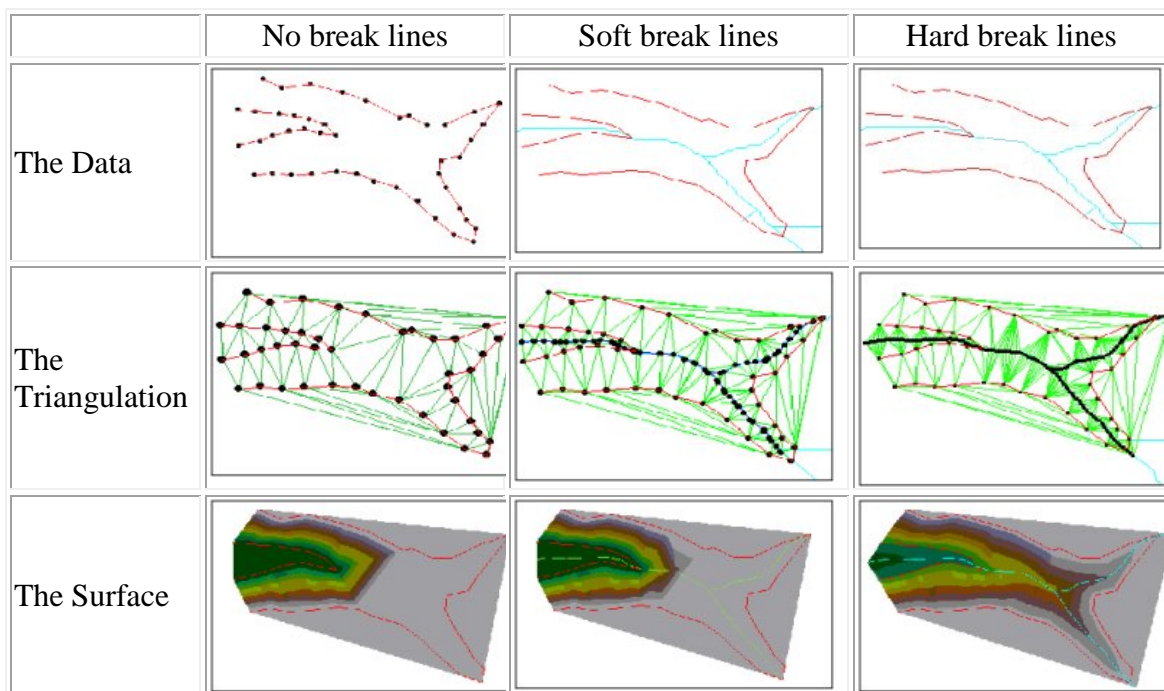 No break lines
Soft break lines
Hard break lines
The Data
The
Triangulation
The Surface